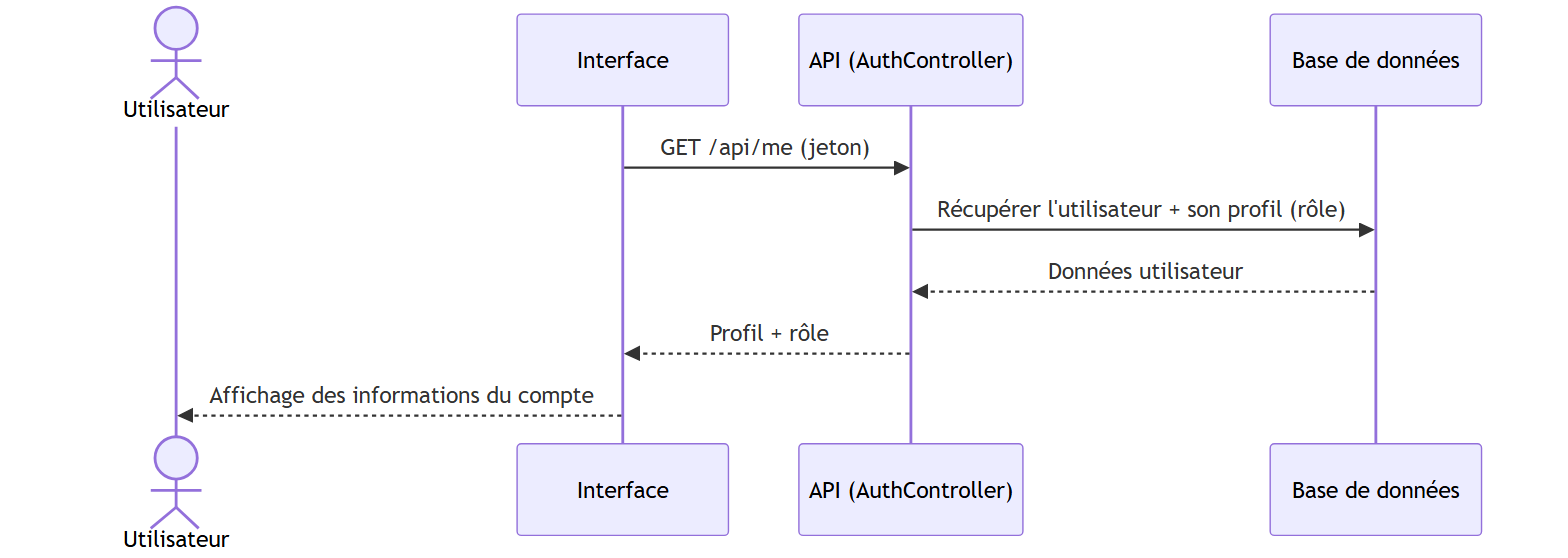 Utilisateur
Interface
API (AuthController)
Base de données
GET /api/me (jeton)
Récupérer l'utilisateur + son profil (rôle)
Données utilisateur
Profil + rôle
Affichage des informations du compte
Utilisateur
Interface
API (AuthController)
Base de données